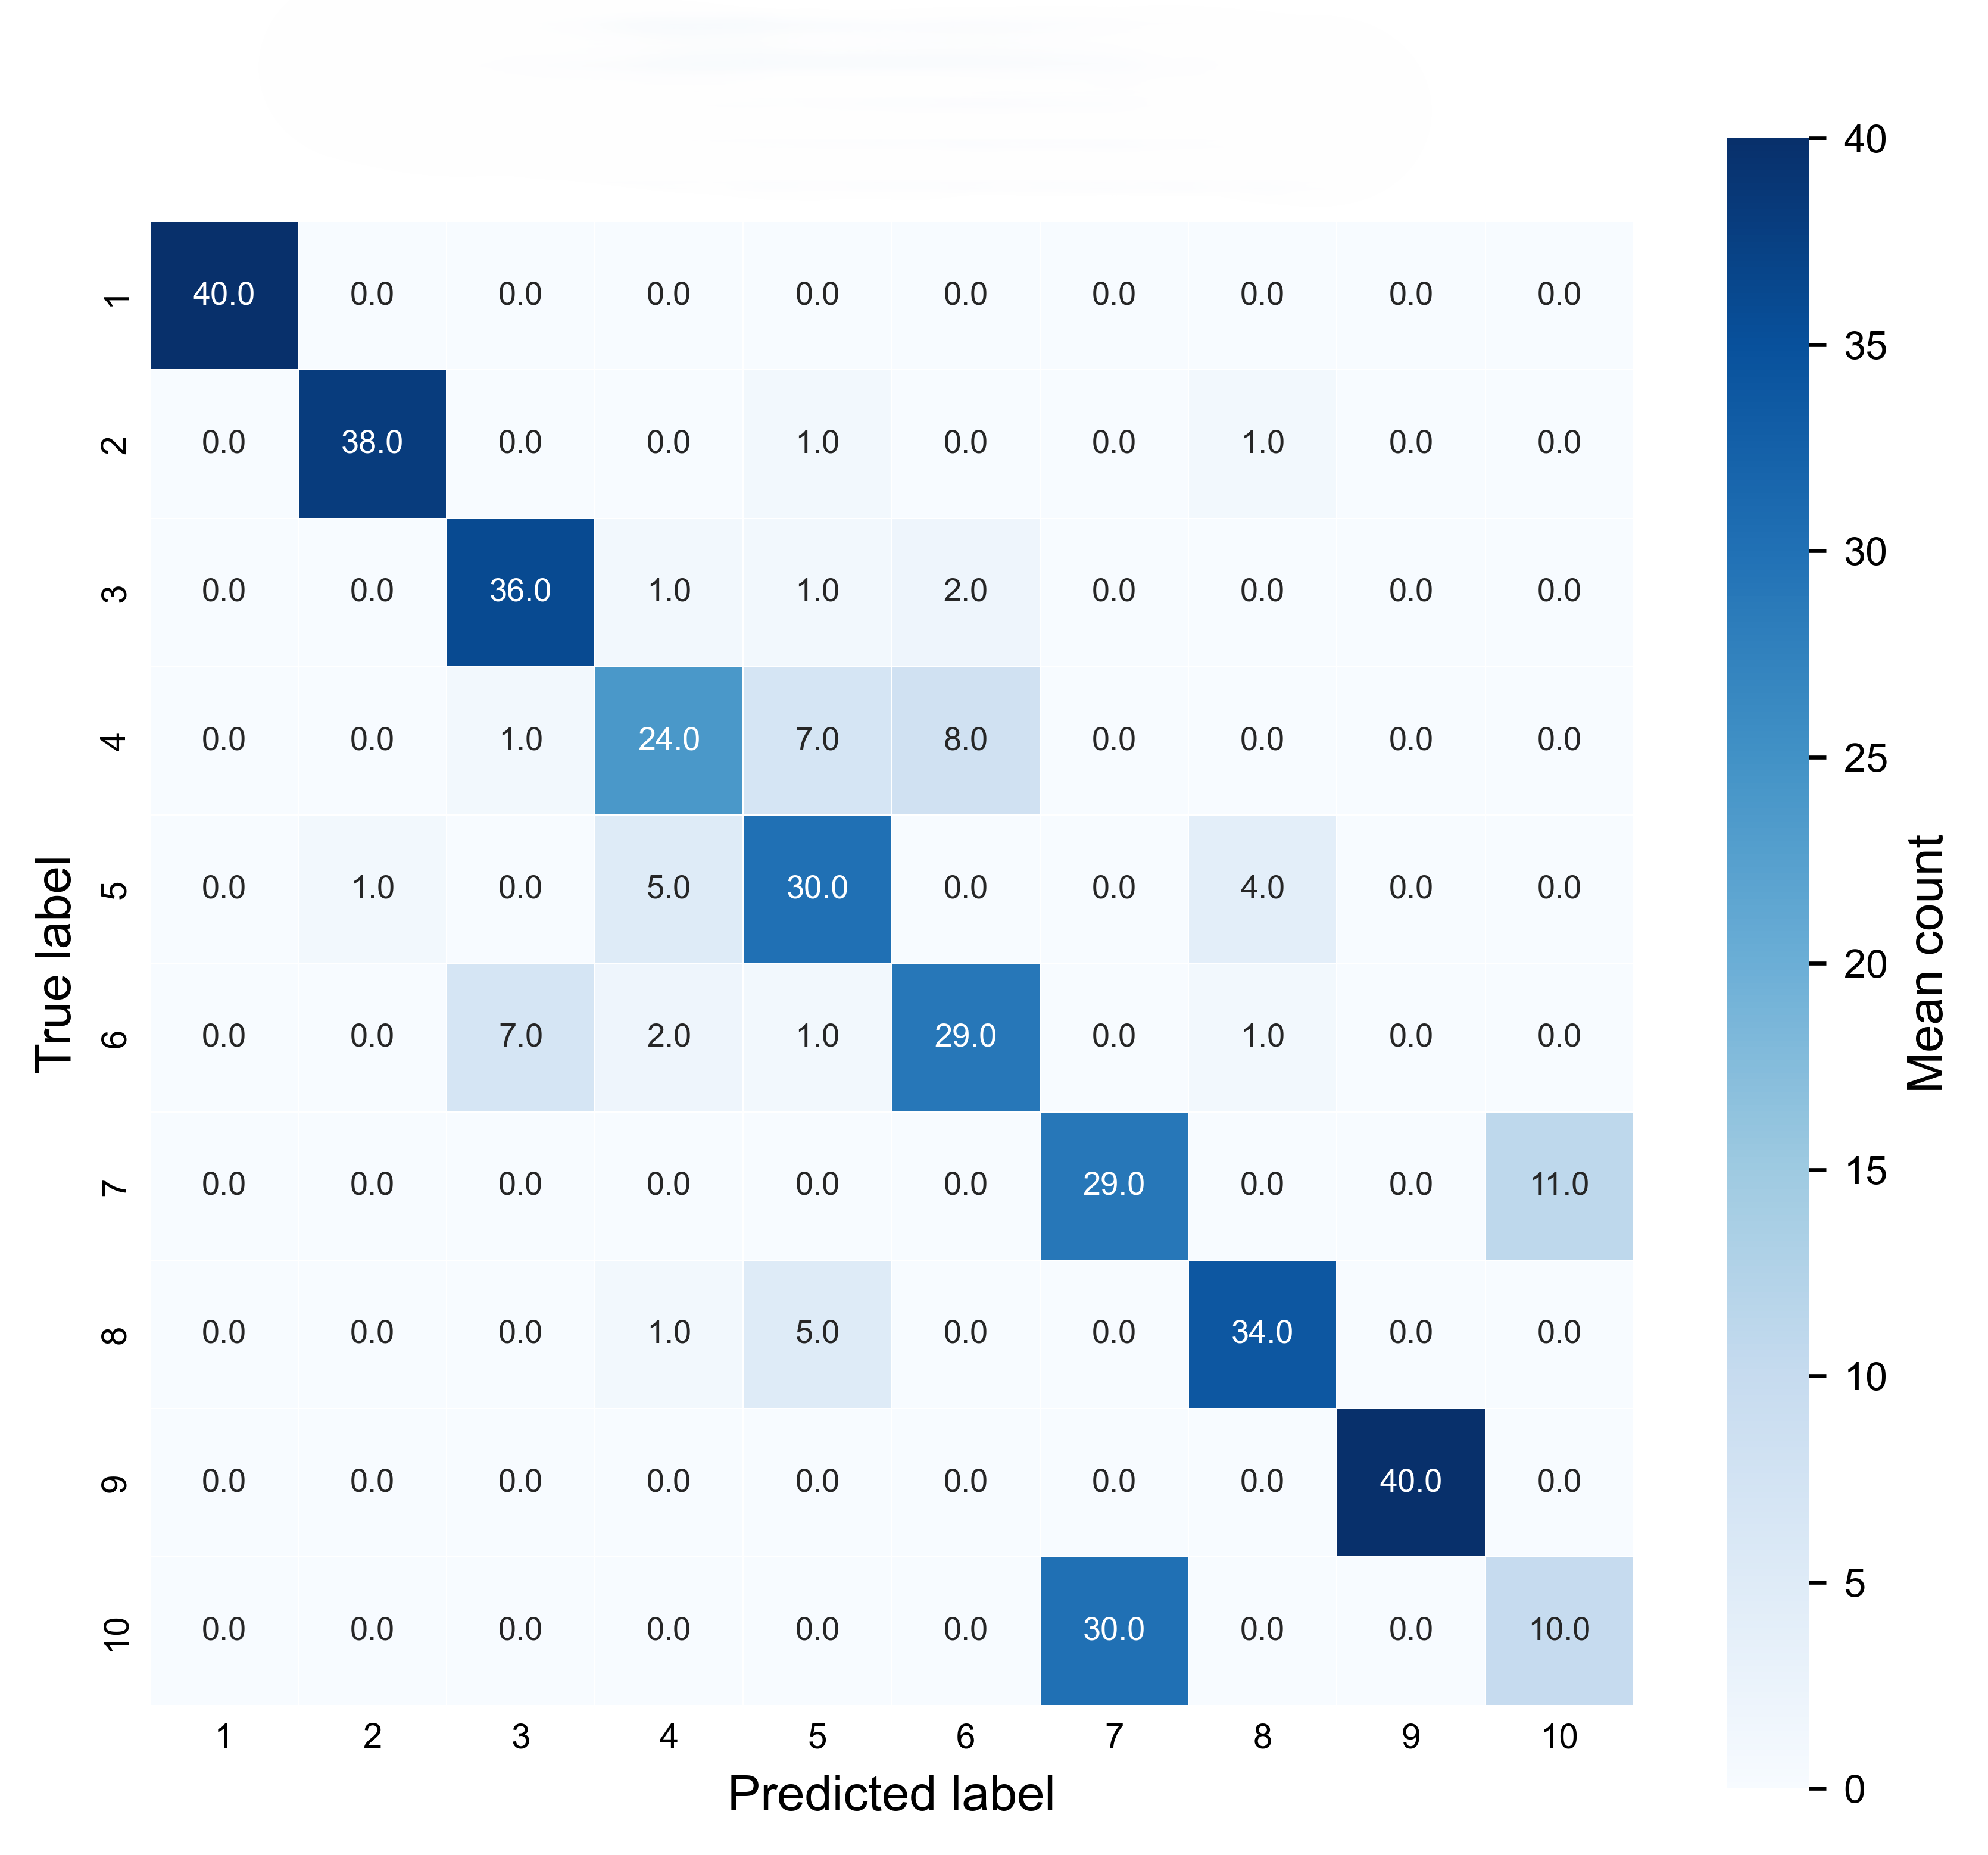 1 40.0 0.0 0.0 0.0 0.0 0.0 0.0 0.0 0.0 0.0
2 0.0 38.0 0.0 0.0 1.0 0.0 0.0 1.0 0.0 0.0
3 0.0 0.0 36.0 1.0 1.0 2.0 0.0 0.0 0.0 0.0
4 0.0 0.0 1.0 24.0 7.0 8.0 0.0 0.0 0.0 0.0
5 0.0 1.0 0.0 5.0 30.0 0.0 0.0 4.0 0.0 0.0
6 0.0 0.0 7.0 2.0 1.0 29.0 0.0 1.0 0.0 0.0
7 0.0 0.0 0.0 0.0 0.0 0.0 29.0 0.0 0.0 11.0
8 0.0 0.0 0.0 1.0 5.0 0.0 0.0 34.0 0.0 0.0
9 0.0 0.0 0.0 0.0 0.0 0.0 0.0 0.0 40.0 0.0
10 0.0 0.0 0.0 0.0 0.0 0.0 30.0 0.0 0.0 10.0
1 2 3 4 5 6 7 8 9 10
Predicted label
True label
40
35
30
25
20
15
10
5
0
Mean count